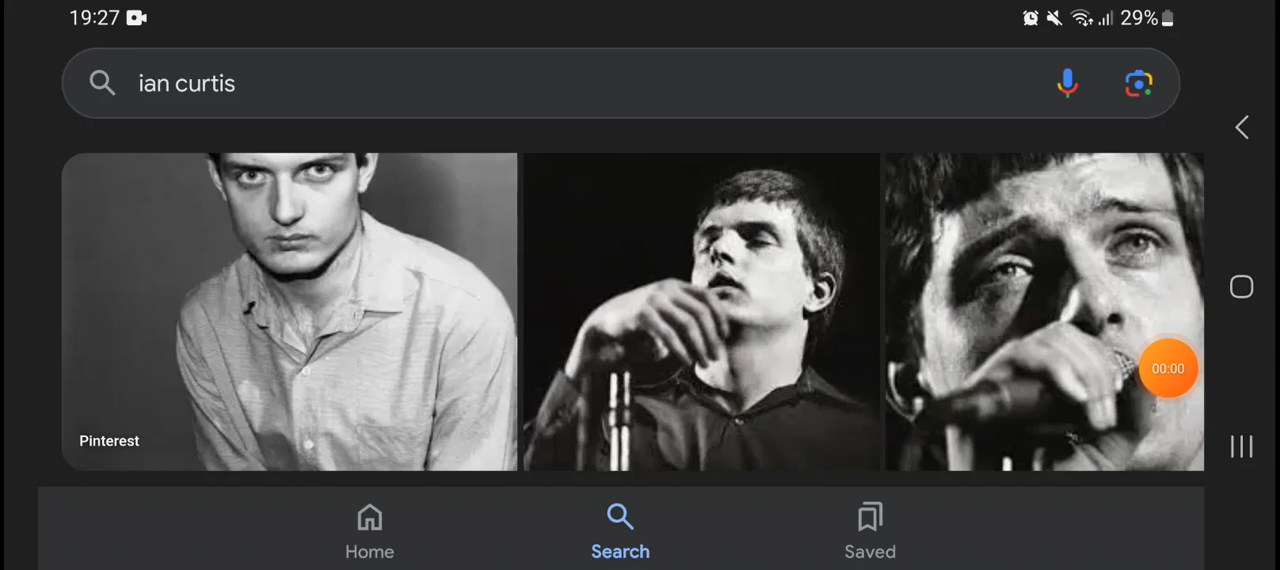 19:27
29%
ian curtis
00:00
Pinterest
Home
Search
Saved